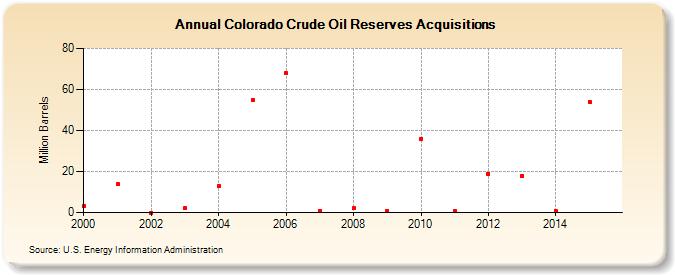 Annual Colorado Crude Oil Reserves Acquisitions
Million Barrels
80
60
40
20
0
2000 2002 2004 2006 2008 2010 2012 2014
Source: U.S. Energy Information Administration